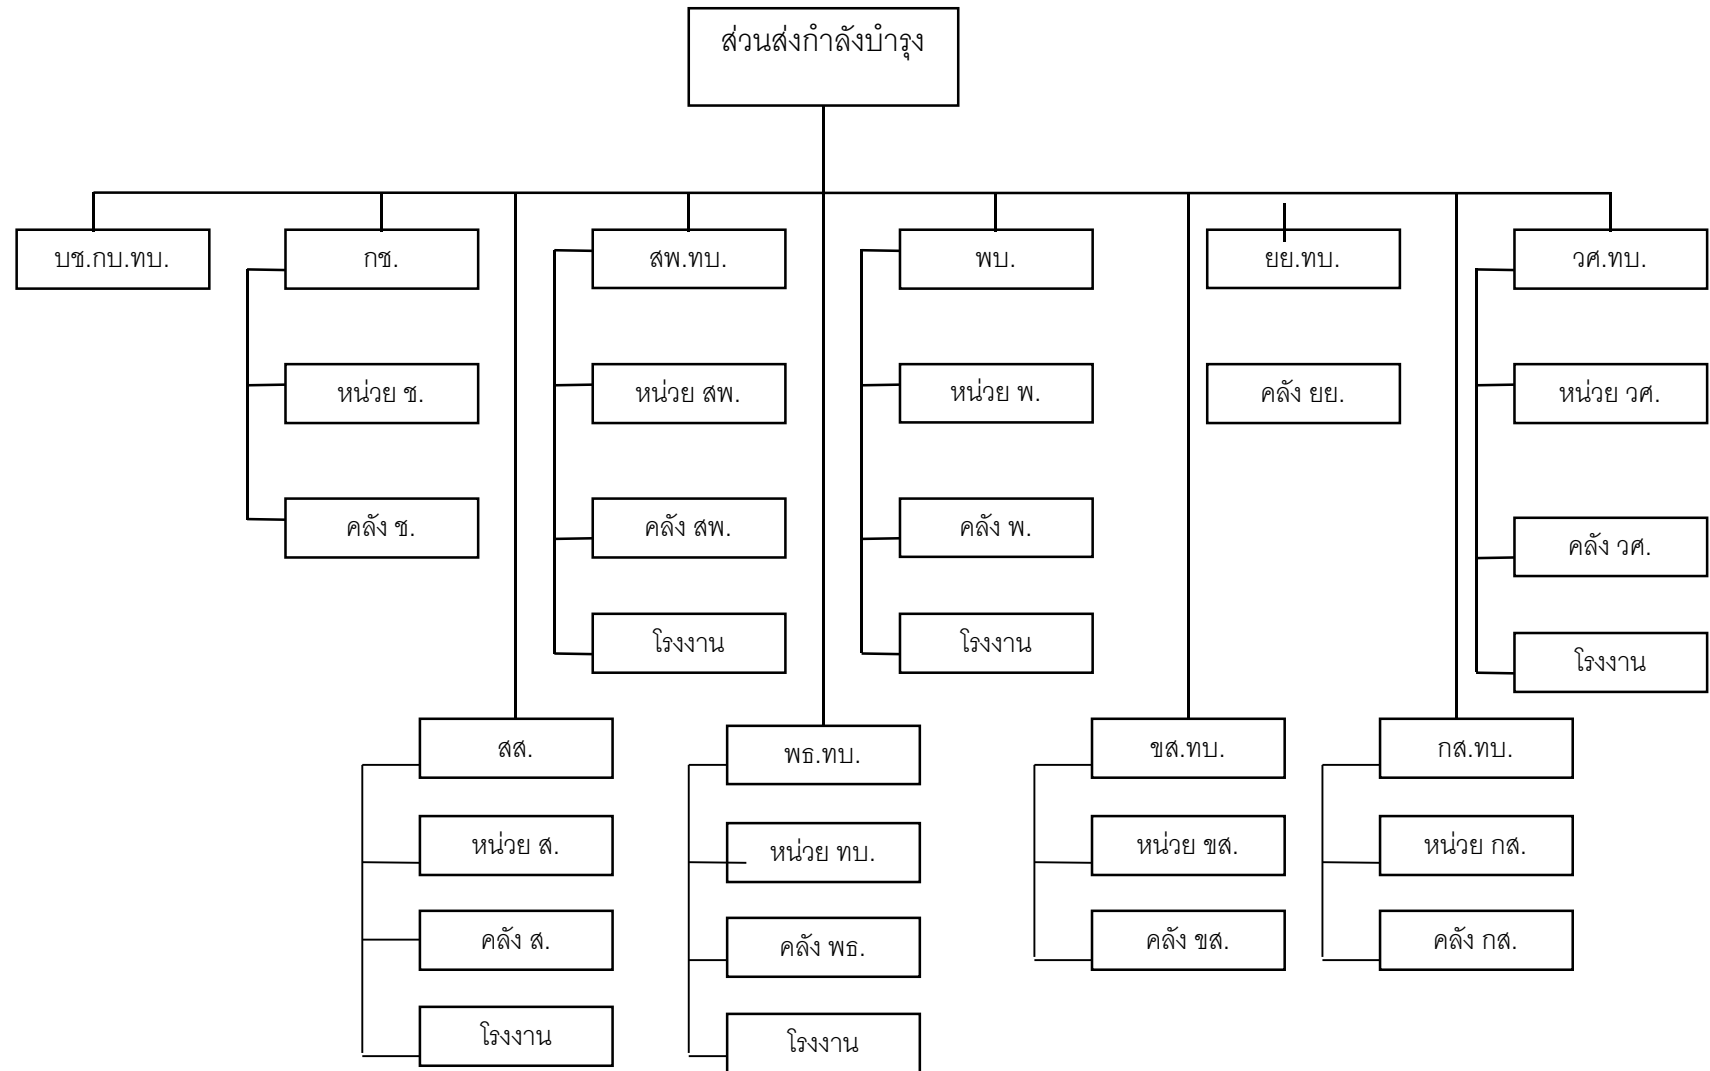 ส่วนส่งกำลังบำรุง
บช.กบ.ทบ.
กช.
สพ.ทบ.
พบ.
ยย.ทบ.
วศ.ทบ.
หน่วย ช.
หน่วย สพ.
หน่วย พ.
คลัง ยย.
หน่วย วศ.
คลัง ช.
คลัง สพ.
คลัง พ.
คลัง วศ.
โรงงาน
โรงงาน
โรงงาน
สส.
พธ.ทบ.
ขส.ทบ.
กส.ทบ.
หน่วย ส.
หน่วย ทบ.
หน่วย ขส.
หน่วย กส.
คลัง ส.
คลัง พธ.
คลัง ขส.
คลัง กส.
โรงงาน
โรงงาน